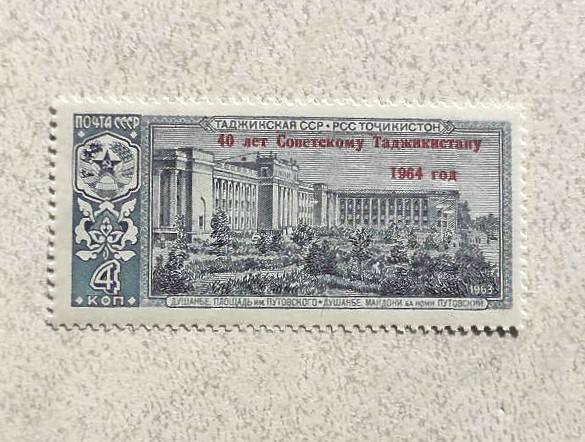 ПОЧТА СССР
ТАДЖИКСКАЯ ССР • РСС ТОҶИКИСТОН
40 лет Советскому Таджикистану
1964 год
4
КОП
1963
ДУШАНБЕ. ПЛОЩАДЬ ИМ. ПУТОВСКОГО • ДУШАНБЕ. МАЙДОНИ БА НОМИ ПУТОВСКИЙ